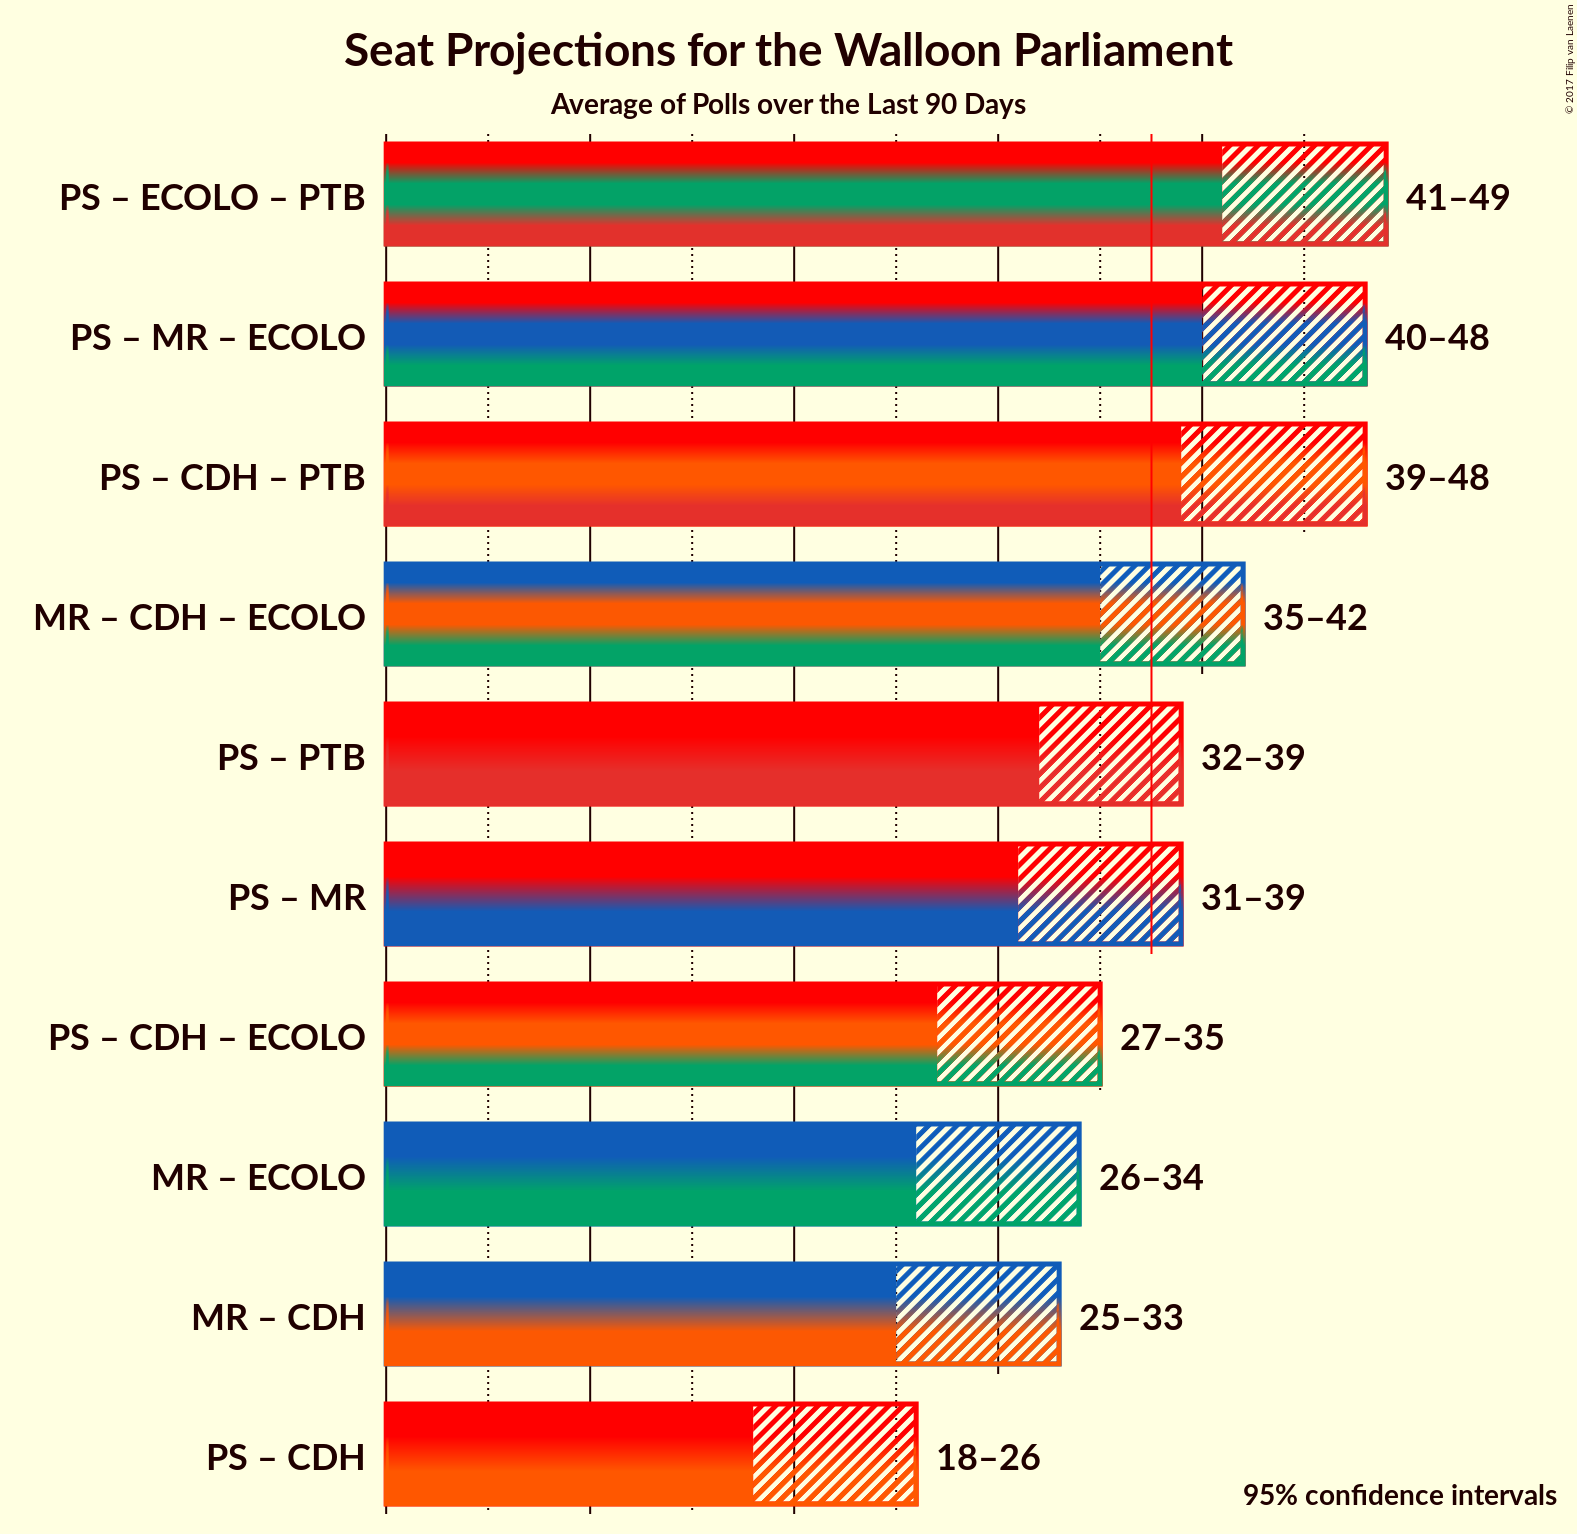 Seat Projections for the Walloon Parliament
Average of Polls over the Last 90 Days
© 2017 Filip van Laenen
PS – ECOLO – PTB 41–49
PS – MR – ECOLO 40–48
PS – CDH – PTB 39–48
MR – CDH – ECOLO 35–42
PS – PTB 32–39
PS – MR 31–39
PS – CDH – ECOLO 27–35
MR – ECOLO 26–34
MR – CDH 25–33
PS – CDH 18–26
95% confidence intervals